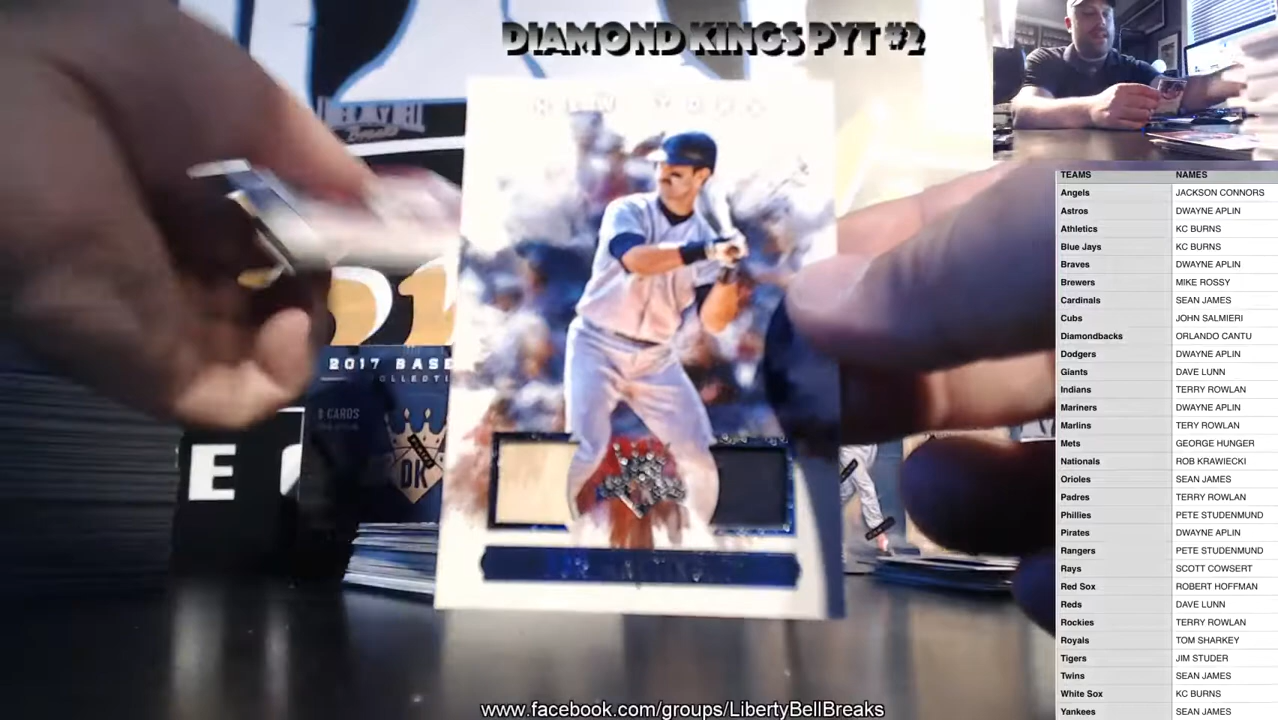 DIAMOND KINGS PYT #2
NEW YORK
LIBERTY BELL
2017 BASE
8 CARDS
DK
E
TEAMS NAMES
Angels JACKSON CONNORS
Astros DWAYNE APLIN
Athletics KC BURNS
Blue Jays KC BURNS
Braves DWAYNE APLIN
Brewers MIKE ROSSY
Cardinals SEAN JAMES
Cubs JOHN SALMIERI
Diamondbacks ORLANDO CANTU
Dodgers DWAYNE APLIN
Giants DAVE LUNN
Indians TERRY ROWLAN
Mariners DWAYNE APLIN
Marlins TERY ROWLAN
Mets GEORGE HUNGER
Nationals ROB KRAWIECKI
Orioles SEAN JAMES
Padres TERRY ROWLAN
Phillies PETE STUDENMUND
Pirates DWAYNE APLIN
Rangers PETE STUDENMUND
Rays SCOTT COWSERT
Red Sox ROBERT HOFFMAN
Reds DAVE LUNN
Rockies TERRY ROWLAN
Royals TOM SHARKEY
Tigers JIM STUDER
Twins SEAN JAMES
White Sox KC BURNS
Yankees SEAN JAMES
www.facebook.com/groups/LibertyBellBreaks